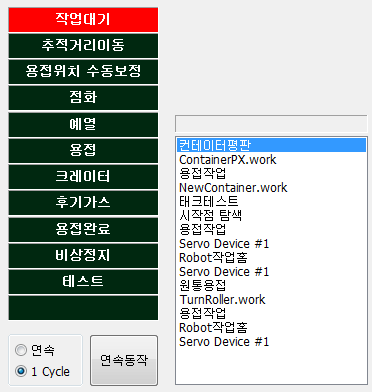 작업대기
추적거리이동
용접위치 수동보정
점화
예열
용접
크레이터
후기가스
용접완료
비상정지
테스트
연속
1 Cycle
연속동작
컨테이터평판
ContainerPX.work
용접작업
NewContainer.work
태크테스트
시작점 탐색
용접작업
Servo Device #1
Robot작업홈
Servo Device #1
원통용접
TurnRoller.work
용접작업
Robot작업홈
Servo Device #1